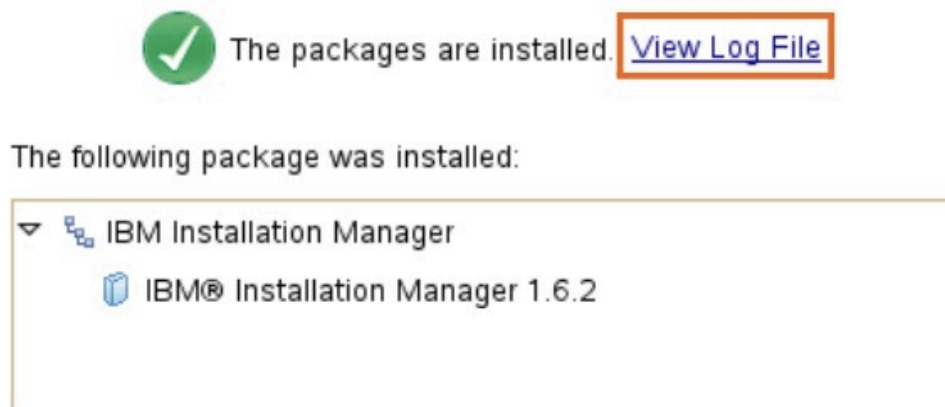 The packages are installed. View Log File
The following package was installed:
IBM Installation Manager
IBM® Installation Manager 1.6.2